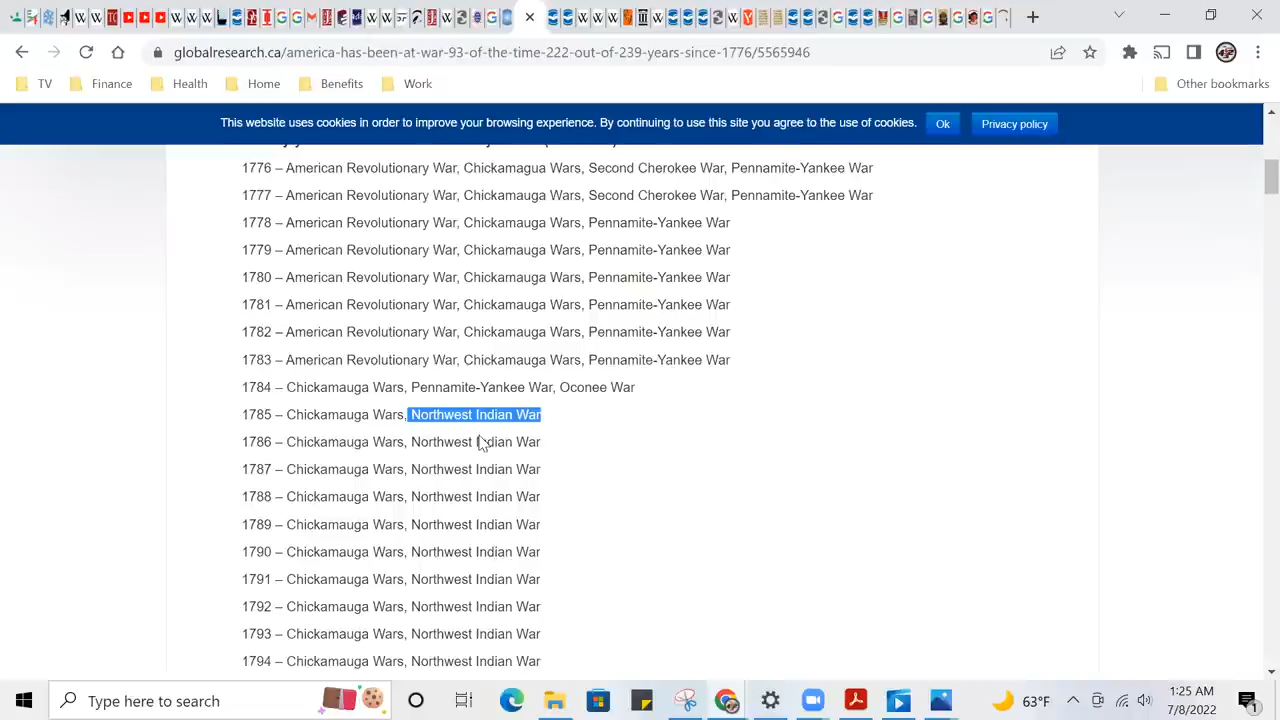 globalresearch.ca/america-has-been-at-war-93-of-the-time-222-out-of-239-years-since-1776/5565946
TV Finance Health Home Benefits Work Other bookmarks
This website uses cookies in order to improve your browsing experience. By continuing to use this site you agree to the use of cookies. Ok Privacy policy
1776 – American Revolutionary War, Chickamagua Wars, Second Cherokee War, Pennamite-Yankee War
1777 – American Revolutionary War, Chickamauga Wars, Second Cherokee War, Pennamite-Yankee War
1778 – American Revolutionary War, Chickamauga Wars, Pennamite-Yankee War
1779 – American Revolutionary War, Chickamauga Wars, Pennamite-Yankee War
1780 – American Revolutionary War, Chickamauga Wars, Pennamite-Yankee War
1781 – American Revolutionary War, Chickamauga Wars, Pennamite-Yankee War
1782 – American Revolutionary War, Chickamauga Wars, Pennamite-Yankee War
1783 – American Revolutionary War, Chickamauga Wars, Pennamite-Yankee War
1784 – Chickamauga Wars, Pennamite-Yankee War, Oconee War
1785 – Chickamauga Wars, Northwest Indian War
1786 – Chickamauga Wars, Northwest Indian War
1787 – Chickamauga Wars, Northwest Indian War
1788 – Chickamauga Wars, Northwest Indian War
1789 – Chickamauga Wars, Northwest Indian War
1790 – Chickamauga Wars, Northwest Indian War
1791 – Chickamauga Wars, Northwest Indian War
1792 – Chickamauga Wars, Northwest Indian War
1793 – Chickamauga Wars, Northwest Indian War
1794 – Chickamauga Wars, Northwest Indian War
Type here to search 63°F 1:25 AM
7/8/2022